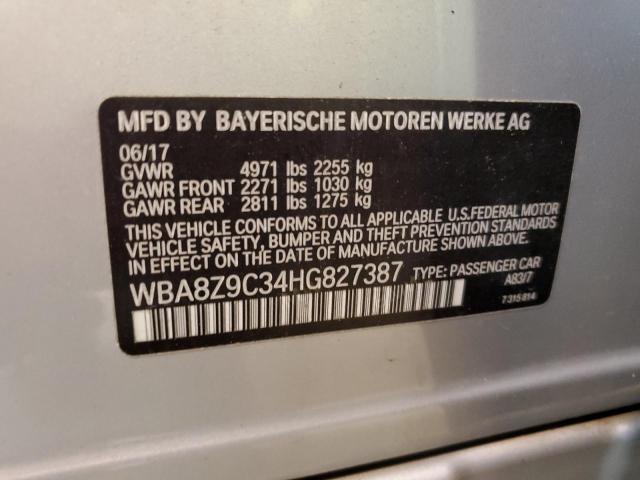 MFD BY BAYERISCHE MOTOREN WERKE AG
06/17
GVWR 4971 lbs 2255 kg
GAWR FRONT 2271 lbs 1030 kg
GAWR REAR 2811 lbs 1275 kg
THIS VEHICLE CONFORMS TO ALL APPLICABLE U.S.FEDERAL MOTOR
VEHICLE SAFETY, BUMPER AND THEFT PREVENTION STANDARDS
IN EFFECT ON THE DATE OF MANUFACTURE SHOWN ABOVE.
WBA8Z9C34HG827387 TYPE: PASSENGER CAR
A83/7
7315814